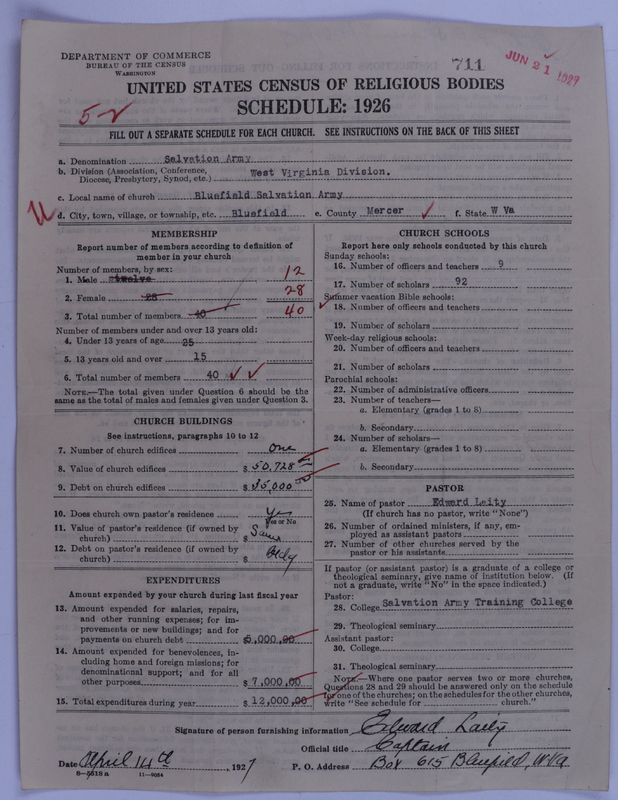 DEPARTMENT OF COMMERCE
BUREAU OF THE CENSUS
WASHINGTON
711
JUN 21 1927
UNITED STATES CENSUS OF RELIGIOUS BODIES
SCHEDULE: 1926
FILL OUT A SEPARATE SCHEDULE FOR EACH CHURCH. SEE INSTRUCTIONS ON THE BACK OF THIS SHEET
a. Denomination Salvation Army
b. Division (Association, Conference, Diocese, Presbytery, Synod, etc.) West Virginia Division.
c. Local name of church Bluefield Salvation Army
d. City, town, village, or township, etc. Bluefield e. County Mercer f. State W Va
MEMBERSHIP
Report number of members according to definition of
member in your church
Number of members, by sex:
1. Male twelve 12
2. Female 28 28
3. Total number of members 40 40
Number of members under and over 13 years old:
4. Under 13 years of age 25
5. 13 years old and over 15
6. Total number of members 40
NOTE.—The total given under Question 6 should be the
same as the total of males and females given under Question 3.
CHURCH BUILDINGS
See instructions, paragraphs 10 to 12
7. Number of church edifices One
8. Value of church edifices $ 50,728
9. Debt on church edifices $ 15,000
10. Does church own pastor's residence Yes
Yes or No
11. Value of pastor's residence (if owned by
church) $ Same
12. Debt on pastor's residence (if owned by
church) $
EXPENDITURES
Amount expended by your church during last fiscal year
13. Amount expended for salaries, repairs,
and other running expenses; for im-
provements or new buildings; and for
payments on church debt $5,000,00
14. Amount expended for benevolences, in-
cluding home and foreign missions; for
denominational support; and for all
other purposes $ 7,000,00
15. Total expenditures during year $ 12,000,00
CHURCH SCHOOLS
Report here only schools conducted by this church
Sunday schools:
16. Number of officers and teachers 9
17. Number of scholars 92
Summer vacation Bible schools:
18. Number of officers and teachers
19. Number of scholars
Week-day religious schools:
20. Number of officers and teachers
21. Number of scholars
Parochial schools:
22. Number of administrative officers
23. Number of teachers—
a. Elementary (grades 1 to 8)
b. Secondary
24. Number of scholars—
a. Elementary (grades 1 to 8)
b. Secondary
PASTOR
25. Name of pastor Edward Laity
(If church has no pastor, write "None")
26. Number of ordained ministers, if any, em-
ployed as assistant pastors
27. Number of other churches served by the
pastor or his assistants
If pastor (or assistant pastor) is a graduate of a college or
theological seminary, give name of institution below. (If
not a graduate, write "No" in the space indicated.)
Pastor:
28. College Salvation Army Training College
29. Theological seminary
Assistant pastor:
30. College
31. Theological seminary
NOTE.—Where one pastor serves two or more churches,
Questions 28 and 29 should be answered only on the schedule
for one of the churches; on the schedules for the other churches,
write "See schedule for church."
Signature of person furnishing information Edward Laity
Official title Captain
Date April 14th, 1927 P. O. Address Box 615 Bluefield, W Va
8—5518 a 11—9054